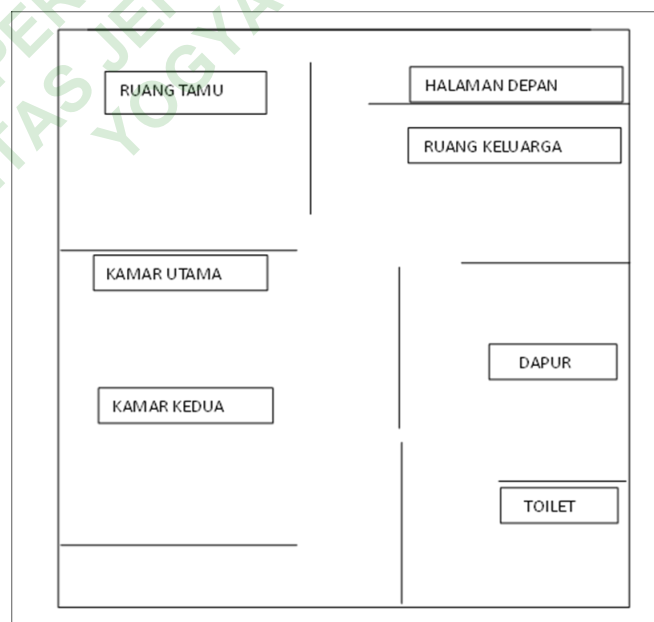 RUANG TAMU
HALAMAN DEPAN
RUANG KELUARGA
KAMAR UTAMA
DAPUR
KAMAR KEDUA
TOILET